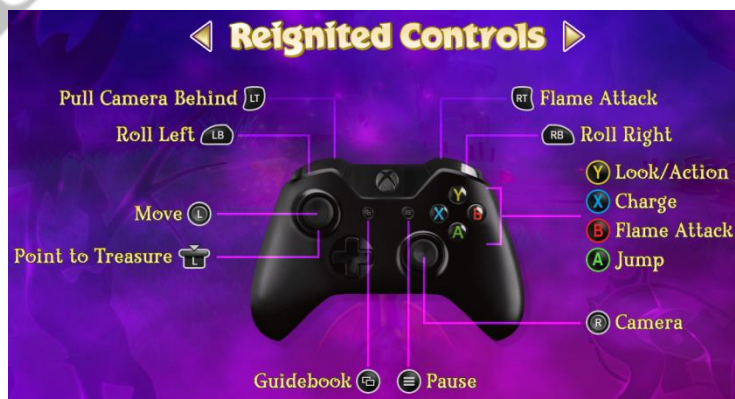 Reignited Controls
Pull Camera Behind LT
RT Flame Attack
Roll Left LB
RB Roll Right
Y Look/Action
X Charge
B Flame Attack
A Jump
Move L
Point to Treasure L
R Camera
Guidebook
Pause
Y
X
B
A